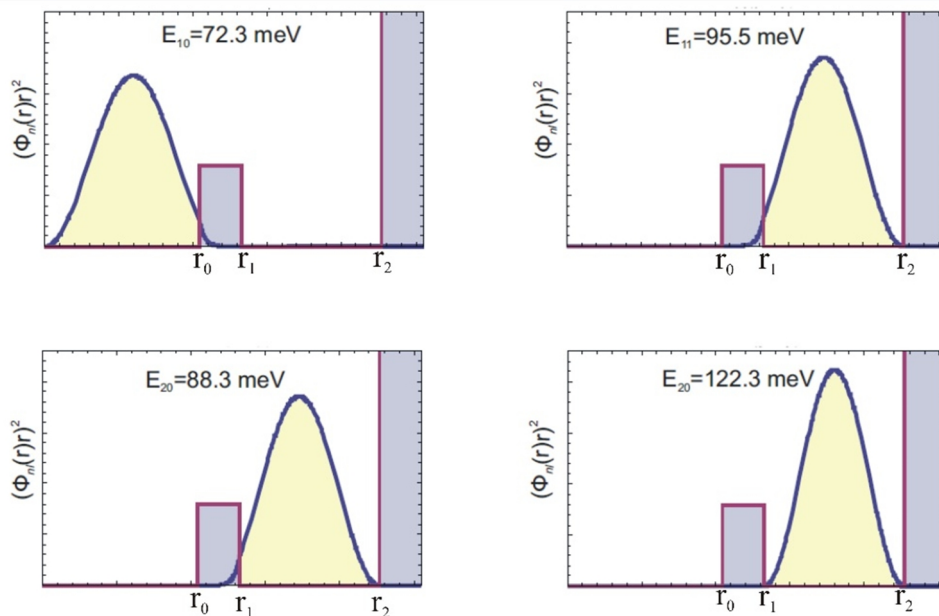 E₁₀=72.3 meV
(Φₙₗ(r)r)²
r₀ r₁ r₂
E₁₁=95.5 meV
(Φₙₗ(r)r)²
r₀ r₁ r₂
E₂₀=88.3 meV
(Φₙₗ(r)r)²
r₀ r₁ r₂
E₂₀=122.3 meV
(Φₙₗ(r)r)²
r₀ r₁ r₂